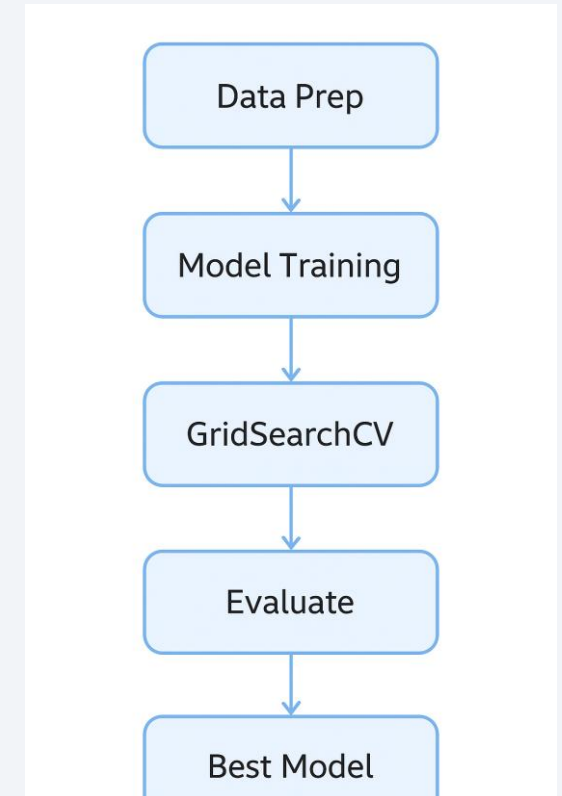 Data Prep
Model Training
GridSearchCV
Evaluate
Best Model